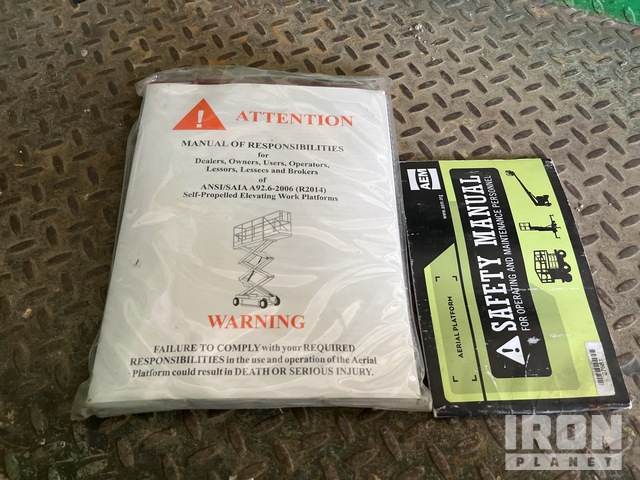 ATTENTION
MANUAL OF RESPONSIBILITIES
for
Dealers, Owners, Users, Operators,
Lessors, Lessees and Brokers
of
ANSI/SAIA A92.6-2006 (R2014)
Self-Propelled Elevating Work Platforms
WARNING
FAILURE TO COMPLY with your REQUIRED
RESPONSIBILITIES in the use and operation of the Aerial
Platform could result in DEATH OR SERIOUS INJURY.
AEM
www.aem.org
AERIAL PLATFORM
SAFETY MANUAL
FOR OPERATING AND MAINTENANCE PERSONNEL
IRON
PLANET